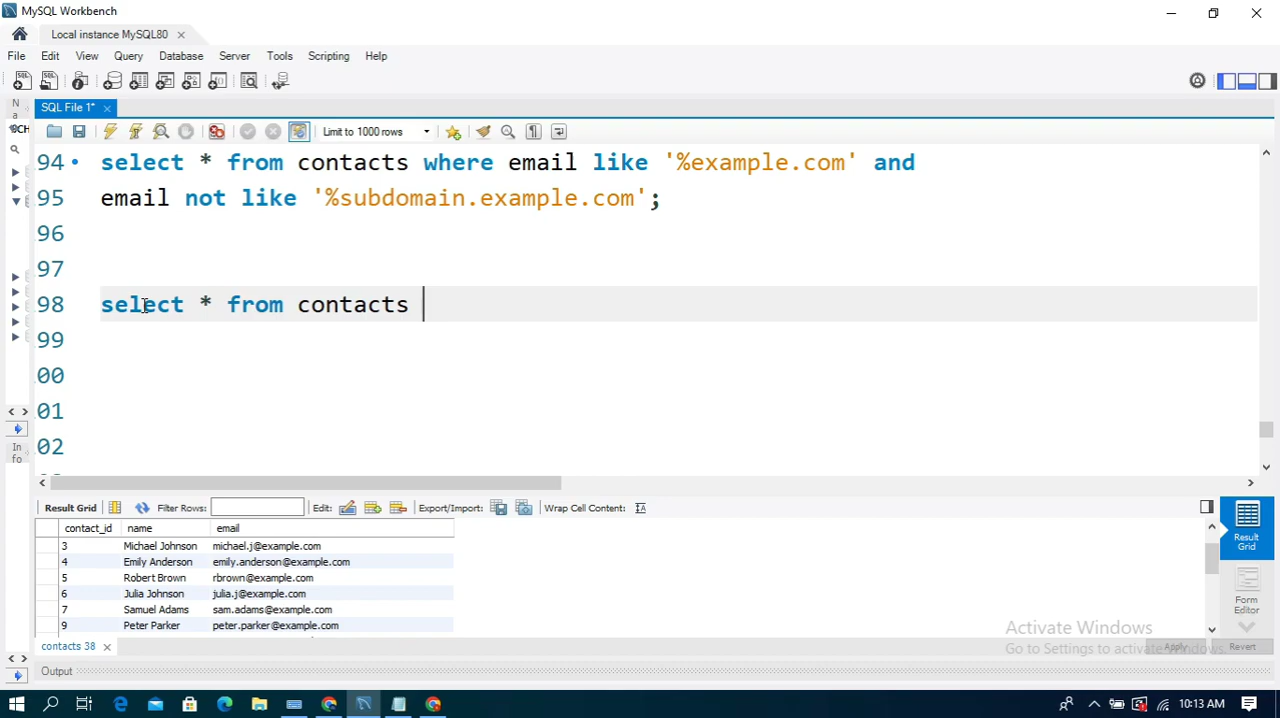 MySQL Workbench
Local instance MySQL80
File Edit View Query Database Server Tools Scripting Help
N
a
SQL File 1*
Limit to 1000 rows
94 select * from contacts where email like '%example.com' and
95 email not like '%subdomain.example.com';
96
97
98 select * from contacts
99
00
01
02
In
fo
Result Grid Filter Rows: Edit: Export/Import: Wrap Cell Content:
contact_id name email
3 Michael Johnson michael.j@example.com
4 Emily Anderson emily.anderson@example.com
5 Robert Brown rbrown@example.com
6 Julia Johnson julia.j@example.com
7 Samuel Adams sam.adams@example.com
9 Peter Parker peter.parker@example.com
Result
Grid
Form
Editor
Activate Windows
Go to Settings to activate Windows.
contacts 38
Apply Revert
Output
10:13 AM